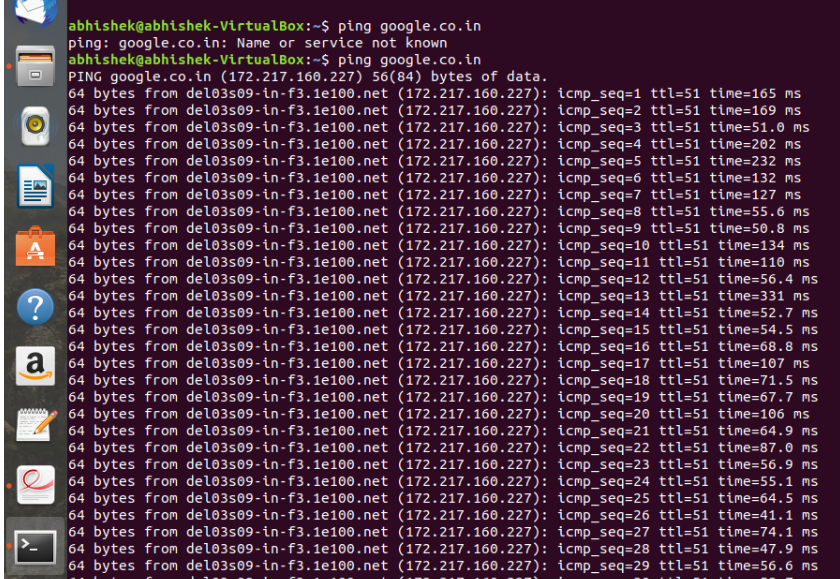 abhishek@abhishek-VirtualBox:~$ ping google.co.in
ping: google.co.in: Name or service not known
abhishek@abhishek-VirtualBox:~$ ping google.co.in
PING google.co.in (172.217.160.227) 56(84) bytes of data.
64 bytes from del03s09-in-f3.1e100.net (172.217.160.227): icmp_seq=1 ttl=51 time=165 ms
64 bytes from del03s09-in-f3.1e100.net (172.217.160.227): icmp_seq=2 ttl=51 time=169 ms
64 bytes from del03s09-in-f3.1e100.net (172.217.160.227): icmp_seq=3 ttl=51 time=51.0 ms
64 bytes from del03s09-in-f3.1e100.net (172.217.160.227): icmp_seq=4 ttl=51 time=202 ms
64 bytes from del03s09-in-f3.1e100.net (172.217.160.227): icmp_seq=5 ttl=51 time=232 ms
64 bytes from del03s09-in-f3.1e100.net (172.217.160.227): icmp_seq=6 ttl=51 time=132 ms
64 bytes from del03s09-in-f3.1e100.net (172.217.160.227): icmp_seq=7 ttl=51 time=127 ms
64 bytes from del03s09-in-f3.1e100.net (172.217.160.227): icmp_seq=8 ttl=51 time=55.6 ms
64 bytes from del03s09-in-f3.1e100.net (172.217.160.227): icmp_seq=9 ttl=51 time=50.8 ms
64 bytes from del03s09-in-f3.1e100.net (172.217.160.227): icmp_seq=10 ttl=51 time=134 ms
64 bytes from del03s09-in-f3.1e100.net (172.217.160.227): icmp_seq=11 ttl=51 time=110 ms
64 bytes from del03s09-in-f3.1e100.net (172.217.160.227): icmp_seq=12 ttl=51 time=56.4 ms
64 bytes from del03s09-in-f3.1e100.net (172.217.160.227): icmp_seq=13 ttl=51 time=331 ms
64 bytes from del03s09-in-f3.1e100.net (172.217.160.227): icmp_seq=14 ttl=51 time=52.7 ms
64 bytes from del03s09-in-f3.1e100.net (172.217.160.227): icmp_seq=15 ttl=51 time=54.5 ms
64 bytes from del03s09-in-f3.1e100.net (172.217.160.227): icmp_seq=16 ttl=51 time=68.8 ms
64 bytes from del03s09-in-f3.1e100.net (172.217.160.227): icmp_seq=17 ttl=51 time=107 ms
64 bytes from del03s09-in-f3.1e100.net (172.217.160.227): icmp_seq=18 ttl=51 time=71.5 ms
64 bytes from del03s09-in-f3.1e100.net (172.217.160.227): icmp_seq=19 ttl=51 time=67.7 ms
64 bytes from del03s09-in-f3.1e100.net (172.217.160.227): icmp_seq=20 ttl=51 time=106 ms
64 bytes from del03s09-in-f3.1e100.net (172.217.160.227): icmp_seq=21 ttl=51 time=64.9 ms
64 bytes from del03s09-in-f3.1e100.net (172.217.160.227): icmp_seq=22 ttl=51 time=87.0 ms
64 bytes from del03s09-in-f3.1e100.net (172.217.160.227): icmp_seq=23 ttl=51 time=56.9 ms
64 bytes from del03s09-in-f3.1e100.net (172.217.160.227): icmp_seq=24 ttl=51 time=55.1 ms
64 bytes from del03s09-in-f3.1e100.net (172.217.160.227): icmp_seq=25 ttl=51 time=64.5 ms
64 bytes from del03s09-in-f3.1e100.net (172.217.160.227): icmp_seq=26 ttl=51 time=41.1 ms
64 bytes from del03s09-in-f3.1e100.net (172.217.160.227): icmp_seq=27 ttl=51 time=74.1 ms
64 bytes from del03s09-in-f3.1e100.net (172.217.160.227): icmp_seq=28 ttl=51 time=47.9 ms
64 bytes from del03s09-in-f3.1e100.net (172.217.160.227): icmp_seq=29 ttl=51 time=56.6 ms